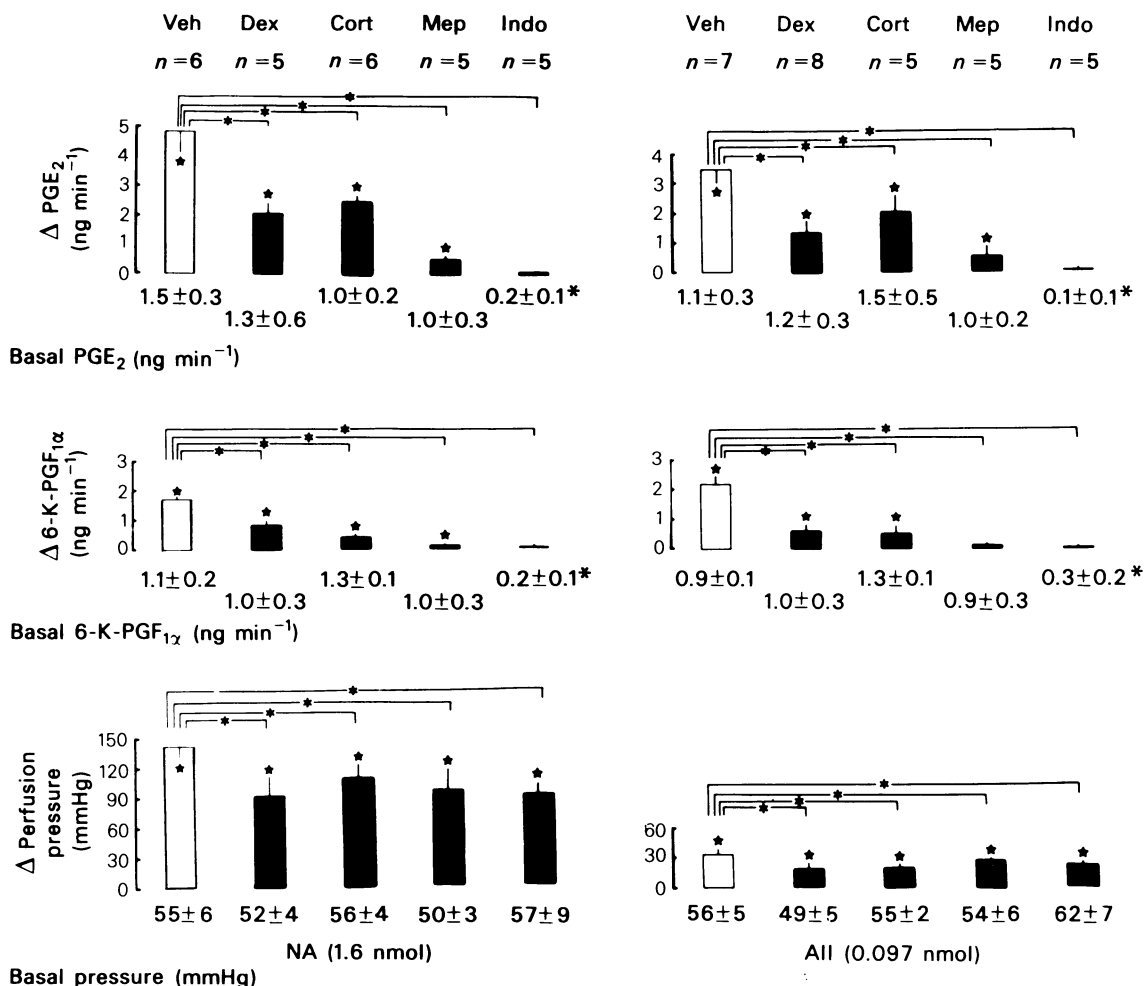 Veh Dex Cort Mep Indo
n=6 n=5 n=6 n=5 n=5
Veh Dex Cort Mep Indo
n=7 n=8 n=5 n=5 n=5
Δ PGE₂
(ng min⁻¹)
5
4
3
2
1
0
1.5±0.3 1.0±0.2 0.2±0.1*
1.3±0.6 1.0±0.3
4
3
2
1
0
1.1±0.3 1.5±0.5 0.1±0.1*
1.2±0.3 1.0±0.2
Basal PGE₂ (ng min⁻¹)
Δ 6-K-PGF₁α
(ng min⁻¹)
3
2
1
0
1.1±0.2 1.3±0.1 0.2±0.1*
1.0±0.3 1.0±0.3
3
2
1
0
0.9±0.1 1.3±0.1 0.3±0.2*
1.0±0.3 0.9±0.3
Basal 6-K-PGF₁α (ng min⁻¹)
Δ Perfusion
pressure
(mmHg)
150
120
90
60
30
0
55±6 52±4 56±4 50±3 57±9
NA (1.6 nmol)
60
30
0
56±5 49±5 55±2 54±6 62±7
AII (0.097 nmol)
Basal pressure (mmHg)